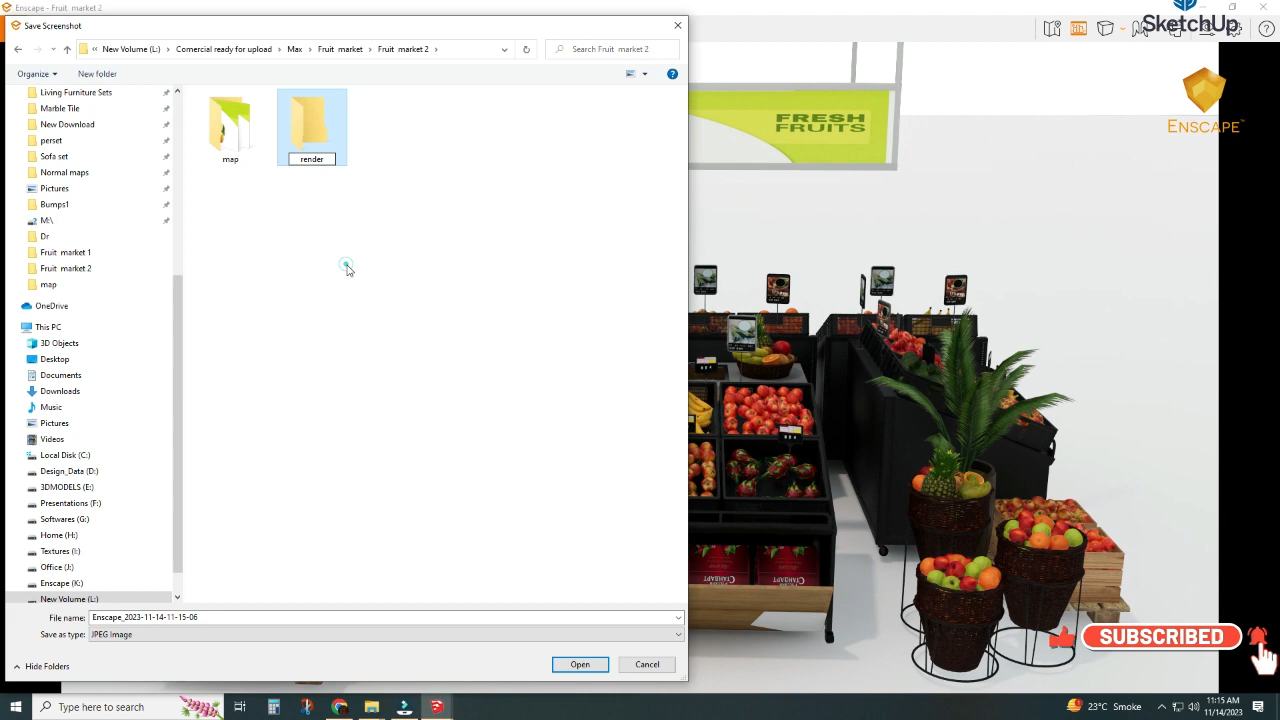 Enscape - Fruit market 2
Save Screenshot
« New Volume (L:) > Comercial ready for upload > Max > Fruit market > Fruit market 2 >
Search Fruit market 2
Organize
New folder
Living Furniture Sets
Marble Tile
New Download
perset
Sofa set
Normal maps
Pictures
Bumps1
M:\
Dr
Fruit market 1
Fruit market 2
map
OneDrive
This PC
3D Objects
Desktop
Documents
Downloads
Music
Pictures
Videos
Local Disk (C:)
Design_Data (D:)
3DMODELS (E:)
Presentations (F:)
Softwares (G:)
Home (H:)
Textures (I:)
Office (J:)
Enscape (K:)
New Volume (L:)
map
render
File name:
Enscape_2023-11-14-11-15-06
Save as type:
JPEG Image
Hide Folders
Open
Cancel
SketchUp
ENSCAPE™
FRESH
FRUITS
СТАНДАРТ
СТАНДАРТ
SUBSCRIBED
Type here to search
23°C Smoke
11:15 AM
11/14/2023